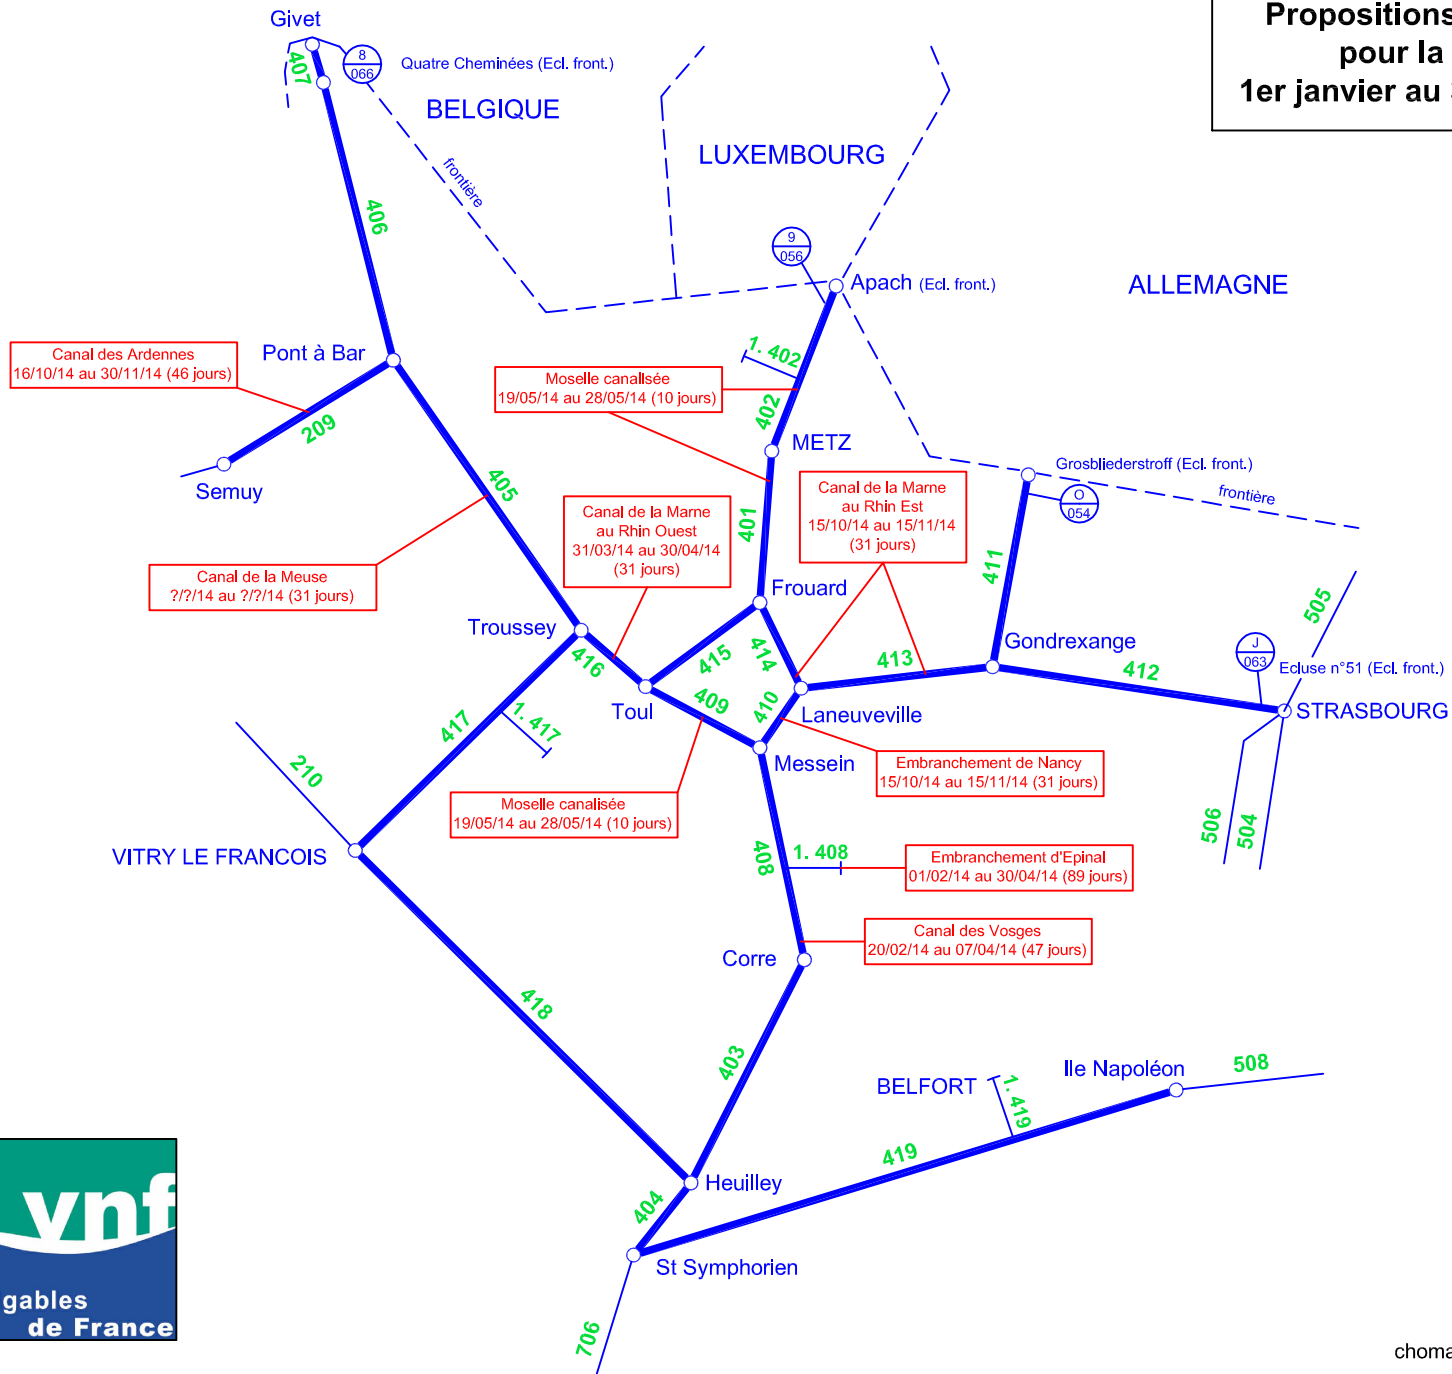 Givet
Propositions
pour la
1er janvier au
8
066
Quatre Cheminées (Ecl. front.)
407
BELGIQUE
LUXEMBOURG
frontière
406
9
056
Apach (Ecl. front.)
ALLEMAGNE
Canal des Ardennes
16/10/14 au 30/11/14 (46 jours)
Pont à Bar
1. 402
Moselle canalisée
19/05/14 au 28/05/14 (10 jours)
402
209
METZ
Semuy
405
Grosbliederstroff (Ecl. front.)
frontière
O
054
Canal de la Marne
au Rhin Ouest
31/03/14 au 30/04/14
(31 jours)
401
Canal de la Marne
au Rhin Est
15/10/14 au 15/11/14
(31 jours)
411
Canal de la Meuse
?/?/14 au ?/?/14 (31 jours)
Frouard
505
Troussey
Gondrexange
416
415
414
413
412
J
063
Ecluse n°51 (Ecl. front.)
409
410
Toul
Laneuveville
STRASBOURG
417
1. 417
Messein
Embranchement de Nancy
15/10/14 au 15/11/14 (31 jours)
210
Moselle canalisée
19/05/14 au 28/05/14 (10 jours)
506
504
VITRY LE FRANCOIS
408
1. 408
Embranchement d'Epinal
01/02/14 au 30/04/14 (89 jours)
Canal des Vosges
20/02/14 au 07/04/14 (47 jours)
Corre
418
403
BELFORT
1. 419
Ile Napoléon
508
419
Heuilley
404
St Symphorien
vnf
gables
de France
706
choma